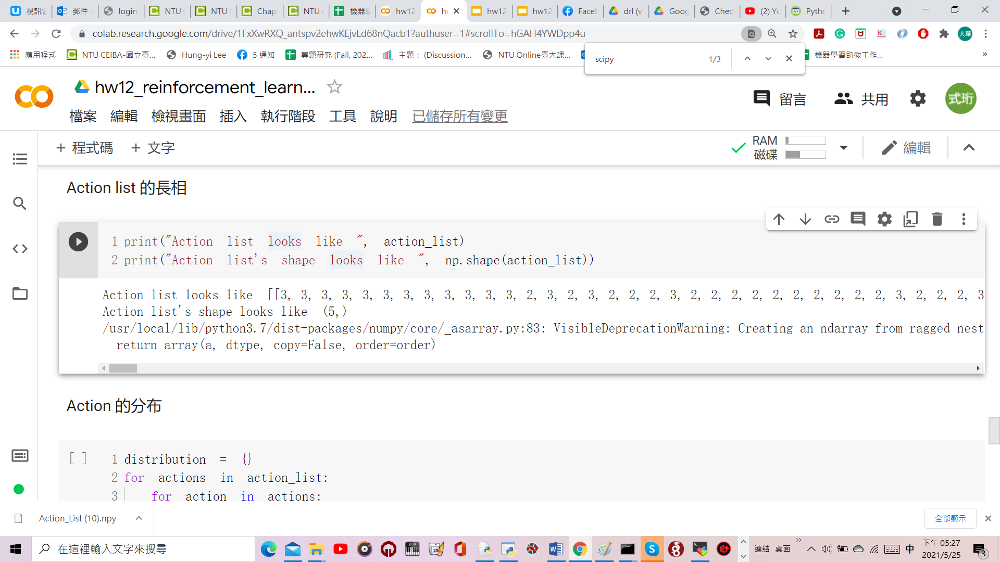 視訊會 郵件 - login. NTU NTU Chap NTU 機器學 hw12 hv hw12 hw12 Faceb drl (v Goog Chec (2) Yo Pytho
colab.research.google.com/drive/1FxXwRXQ_antspv2ehwKEjvLd68nQacb1?authuser=1#scrollTo=hGAH4YWDpp4u
應用程式 NTU CEIBA-國立臺... Hung-yi Lee 5 通知 專題研究 (Fall, 202... 主題： (Discussion... NTU Online臺大課... 機器學習助教工作...
scipy 1/3
hw12_reinforcement_learn...
留言 共用 式珩
檔案 編輯 檢視畫面 插入 執行階段 工具 說明 已儲存所有變更
+ 程式碼 + 文字
RAM
磁碟
編輯
Action list 的長相
1 print("Action list looks like ", action_list)
2 print("Action list's shape looks like ", np.shape(action_list))
Action list looks like [[3, 3, 3, 3, 3, 3, 3, 3, 3, 3, 3, 3, 2, 3, 2, 3, 2, 2, 2, 3, 2, 2, 2, 2, 2, 2, 2, 2, 2, 2, 3, 2, 2, 2, 3
Action list's shape looks like (5,)
/usr/local/lib/python3.7/dist-packages/numpy/core/_asarray.py:83: VisibleDeprecationWarning: Creating an ndarray from ragged nest
return array(a, dtype, copy=False, order=order)
Action 的分布
[ ] 1 distribution = {}
2 for actions in action_list:
3 for action in actions:
Action_List (10).npy
全部顯示
在這裡輸入文字來搜尋
連結 桌面 中
下午 05:27
2021/5/25
3